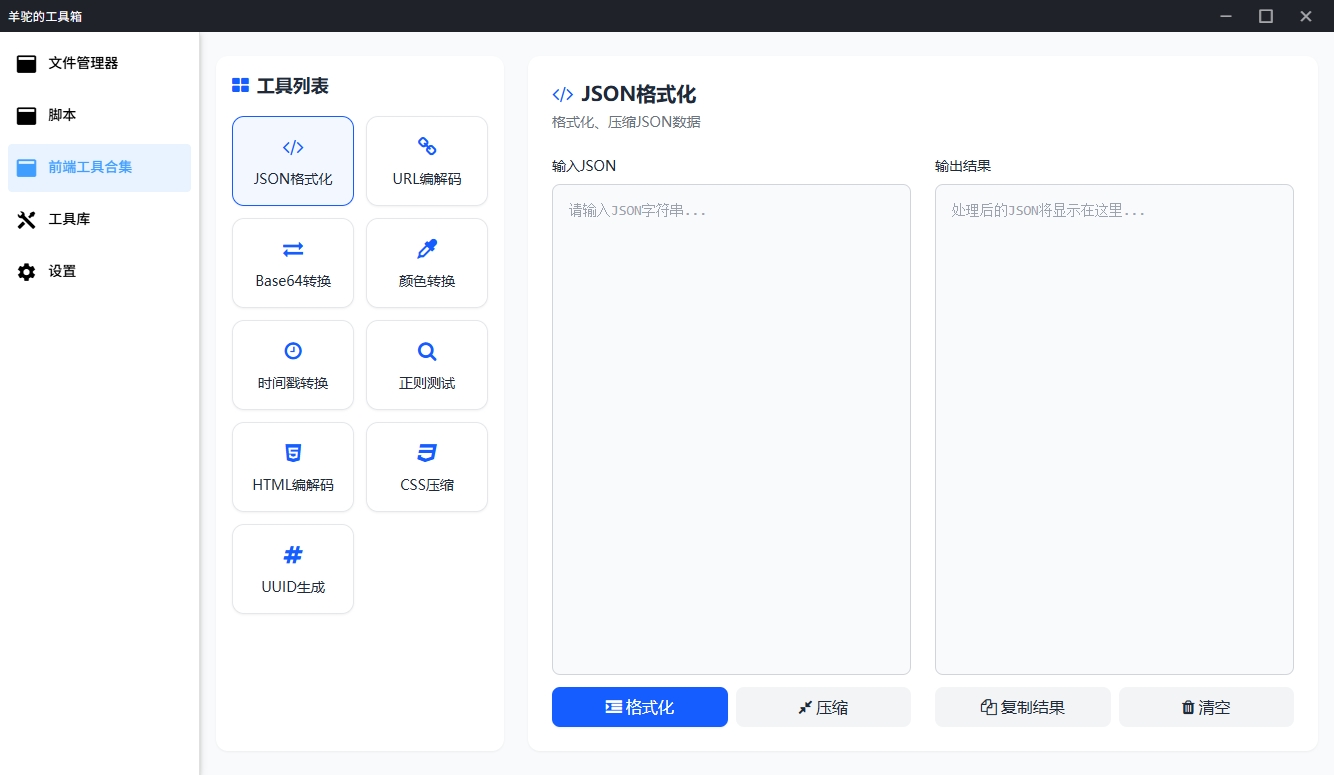 羊驼的工具箱
文件管理器
脚本
前端工具合集
工具库
设置
工具列表
JSON格式化
URL编解码
Base64转换
颜色转换
时间戳转换
正则测试
HTML编解码
CSS压缩
UUID生成
JSON格式化
格式化、压缩JSON数据
输入JSON
请输入JSON字符串...
格式化
压缩
输出结果
处理后的JSON将显示在这里...
复制结果
清空